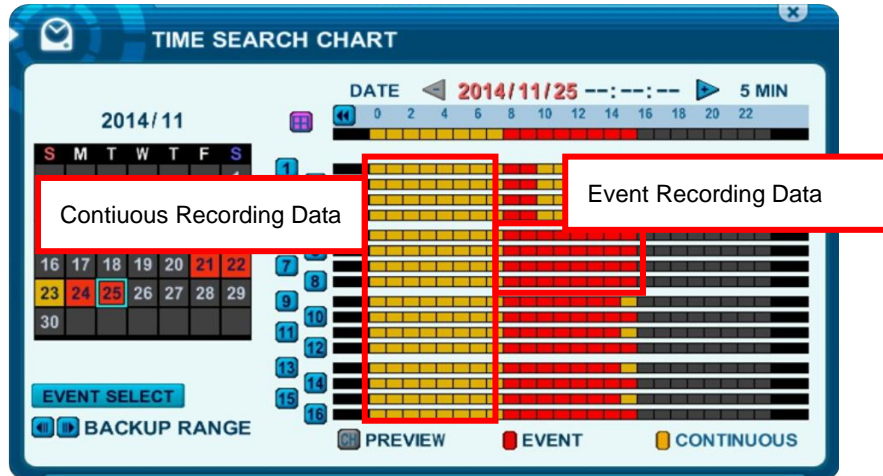 TIME SEARCH CHART
DATE 2014/11/25 --:--:-- 5 MIN
2014/11
0 2 4 6 8 10 12 14 16 18 20 22
S M T W T F S
1
Contiuous Recording Data
Event Recording Data
16 17 18 19 20 21 22
23 24 25 26 27 28 29
30
7
8
9
10
11
12
13
14
15
16
EVENT SELECT
BACKUP RANGE
CH PREVIEW EVENT CONTINUOUS